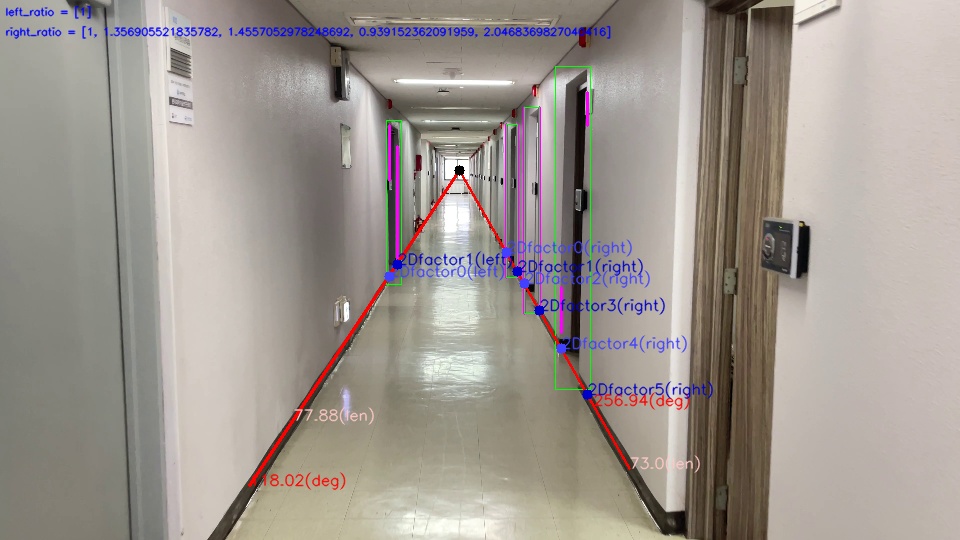 left_ratio = [1]
right_ratio = [1, 1.356905521835782, 1.4557052978248692, 0.939152362091959, 2.046836982704
2Dfactor0(right)
2Dfactor1(left)
2Dfactor1(right)
Dfactor0(left)
2Dfactor2(right)
2Dfactor3(right)
2Dfactor4(right)
2Dfactor5(right)
256.94(deg)
77.88(len)
73.0(len)
18.02(deg)